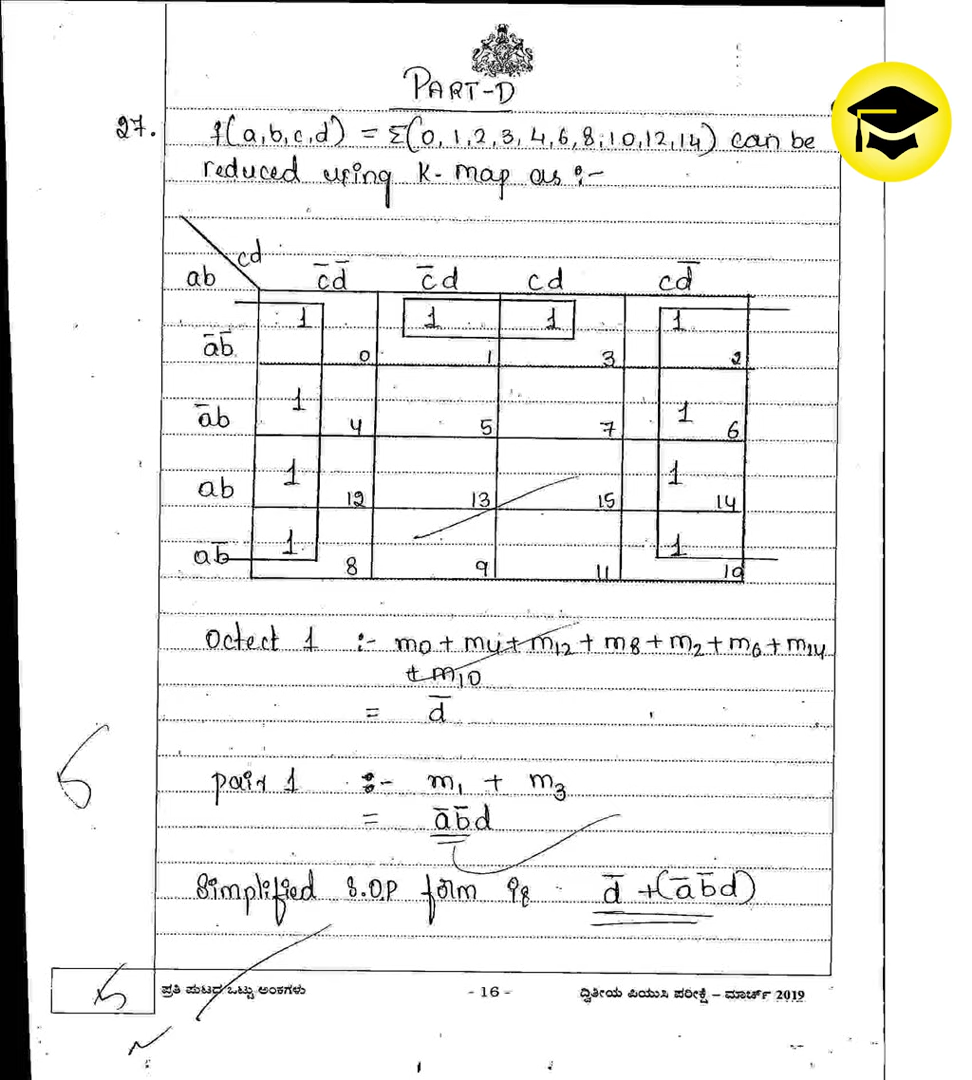 PART-D
27. f(a,b,c,d) = Σ(0, 1, 2, 3, 4, 6, 8, 10, 12, 14) can be
reduced using K-map as :-
cd
ab c̄d̄ c̄d cd cd̄
āb̄ 1 1 1 1
0 1 3 2
āb 1 1
4 5 7 6
ab 1 1
12 13 15 14
ab̄ 1 1
8 9 11 10
Octect 1 :- m0 + m4 + m12 + m8 + m2 + m6 + m14
+ m10
= d̄
pair 1 :- m1 + m3
= āb̄d
5
Simplified S.O.P form is d̄ + (āb̄d)
5 ಪ್ರತಿ ಪುಟದ ಒಟ್ಟು ಅಂಕಗಳು - 16 - ದ್ವಿತೀಯ ಪಿಯುಸಿ ಪರೀಕ್ಷೆ – ಮಾರ್ಚ್ 2019